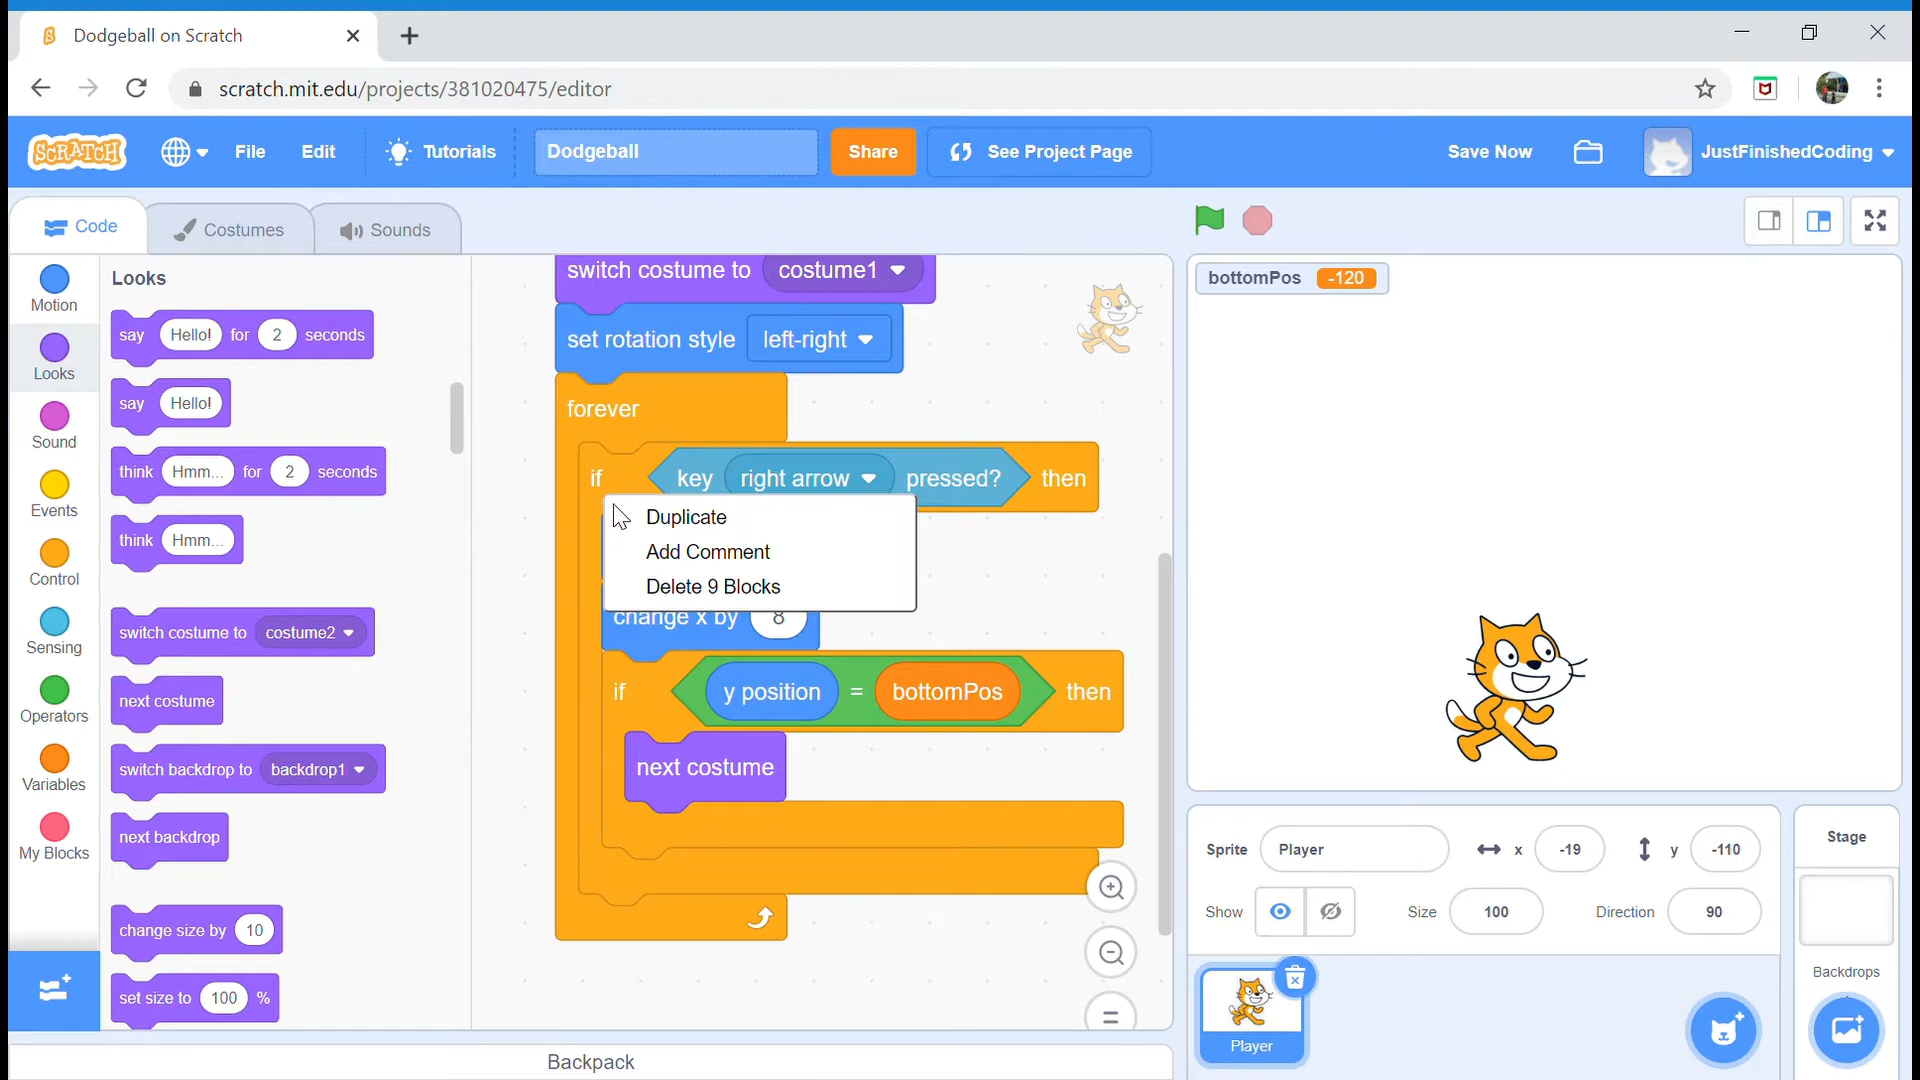 Dodgeball on Scratch
scratch.mit.edu/projects/381020475/editor
SCRATCH File Edit Tutorials Dodgeball Share See Project Page Save Now JustFinishedCoding
Code Costumes Sounds
Motion
Looks
Sound
Events
Control
Sensing
Operators
Variables
My Blocks
Looks
say Hello! for 2 seconds
say Hello!
think Hmm... for 2 seconds
think Hmm...
switch costume to costume2
next costume
switch backdrop to backdrop1
next backdrop
change size by 10
set size to 100 %
switch costume to costume1
set rotation style left-right
forever
if key right arrow pressed? then
Duplicate
Add Comment
Delete 9 Blocks
change x by 8
if y position = bottomPos then
next costume
Backpack
bottomPos -120
Sprite Player x -19 y -110
Show Size 100 Direction 90
Player
Stage
Backdrops